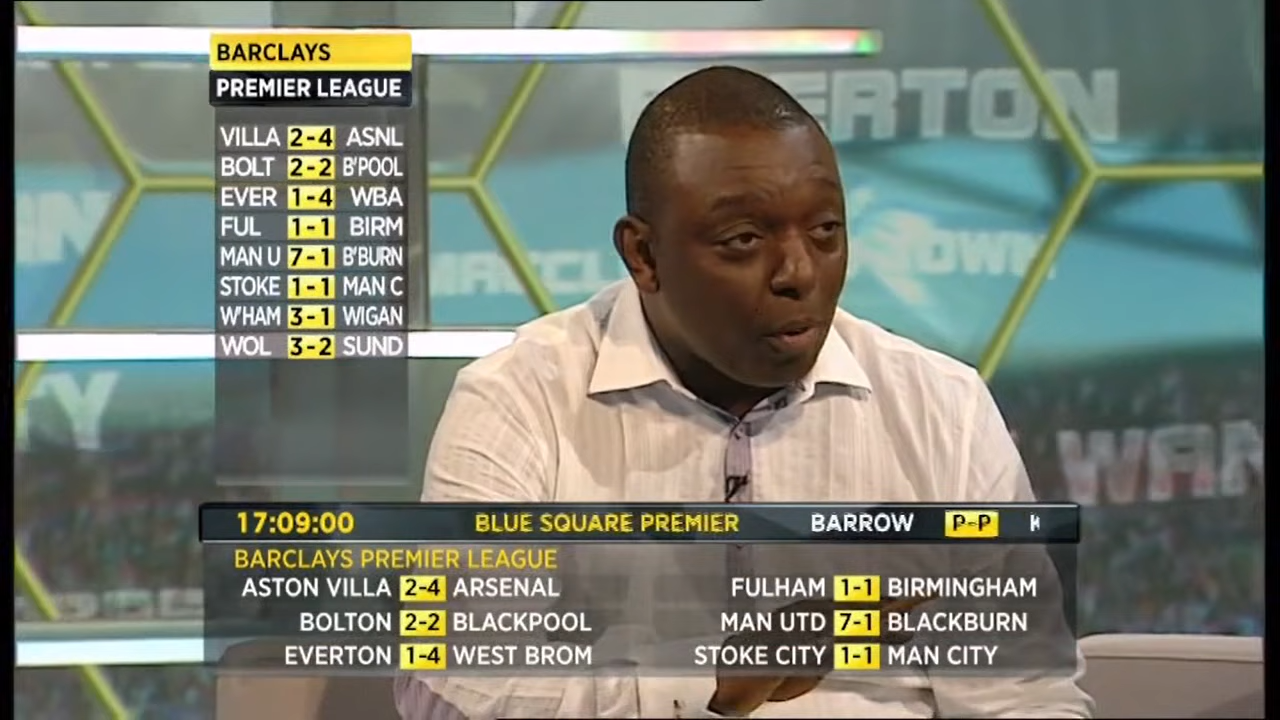 BARCLAYS
PREMIER LEAGUE
VILLA 2-4 ASNL
BOLT 2-2 B'POOL
EVER 1-4 WBA
FUL 1-1 BIRM
MAN U 7-1 B'BURN
STOKE 1-1 MAN C
W'HAM 3-1 WIGAN
WOL 3-2 SUND
ERTON
OWN
WAN
17:09:00 BLUE SQUARE PREMIER BARROW P-P
BARCLAYS PREMIER LEAGUE
ASTON VILLA 2-4 ARSENAL FULHAM 1-1 BIRMINGHAM
BOLTON 2-2 BLACKPOOL MAN UTD 7-1 BLACKBURN
EVERTON 1-4 WEST BROM STOKE CITY 1-1 MAN CITY